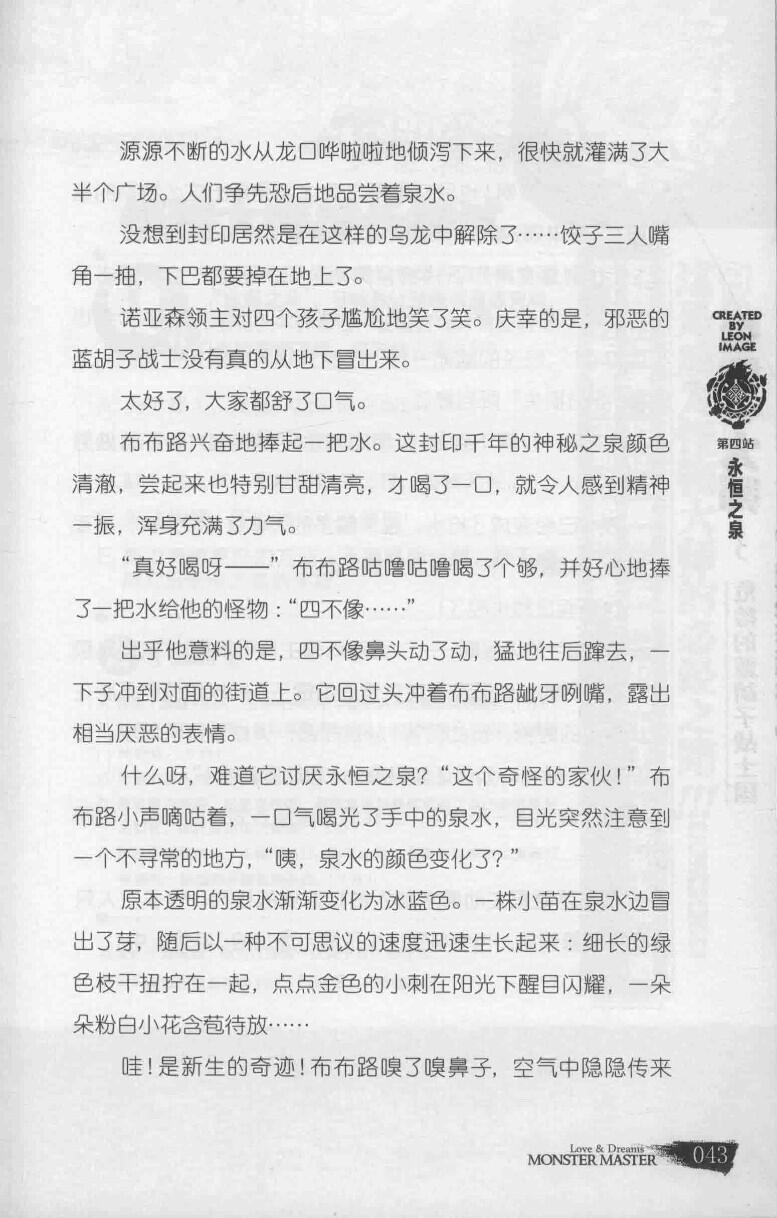 源源不断的水从龙口哗啦啦地倾泻下来，很快就灌满了大
半个广场。人们争先恐后地品尝着泉水。
没想到封印居然是在这样的乌龙中解除了……饺子三人嘴
角一抽，下巴都要掉在地上了。
诺亚森领主对四个孩子尴尬地笑了笑。庆幸的是，邪恶的
蓝胡子战士没有真的从地下冒出来。
太好了，大家都舒了口气。
布布路兴奋地捧起一把水。这封印千年的神秘之泉颜色
清澈，尝起来也特别甘甜清亮，才喝了一口，就令人感到精神
一振，浑身充满了力气。
“真好喝呀——”布布路咕噜咕噜喝了个够，并好心地捧
了一把水给他的怪物：“四不像……”
出乎他意料的是，四不像鼻头动了动，猛地往后蹿去，一
下子冲到对面的街道上。它回过头冲着布布路龇牙咧嘴，露出
相当厌恶的表情。
什么呀，难道它讨厌永恒之泉？“这个奇怪的家伙！”布
布路小声嘀咕着，一口气喝光了手中的泉水，目光突然注意到
一个不寻常的地方，“咦，泉水的颜色变化了？”
原本透明的泉水渐渐变化为冰蓝色。一株小苗在泉水边冒
出了芽，随后以一种不可思议的速度迅速生长起来：细长的绿
色枝干扭拧在一起，点点金色的小刺在阳光下醒目闪耀，一朵
朵粉白小花含苞待放……
哇！是新生的奇迹！布布路嗅了嗅鼻子，空气中隐隐传来
CREATED
BY
LEON
IMAGE
第四站
永恒之泉
Love & Dreams
MONSTER MASTER
043